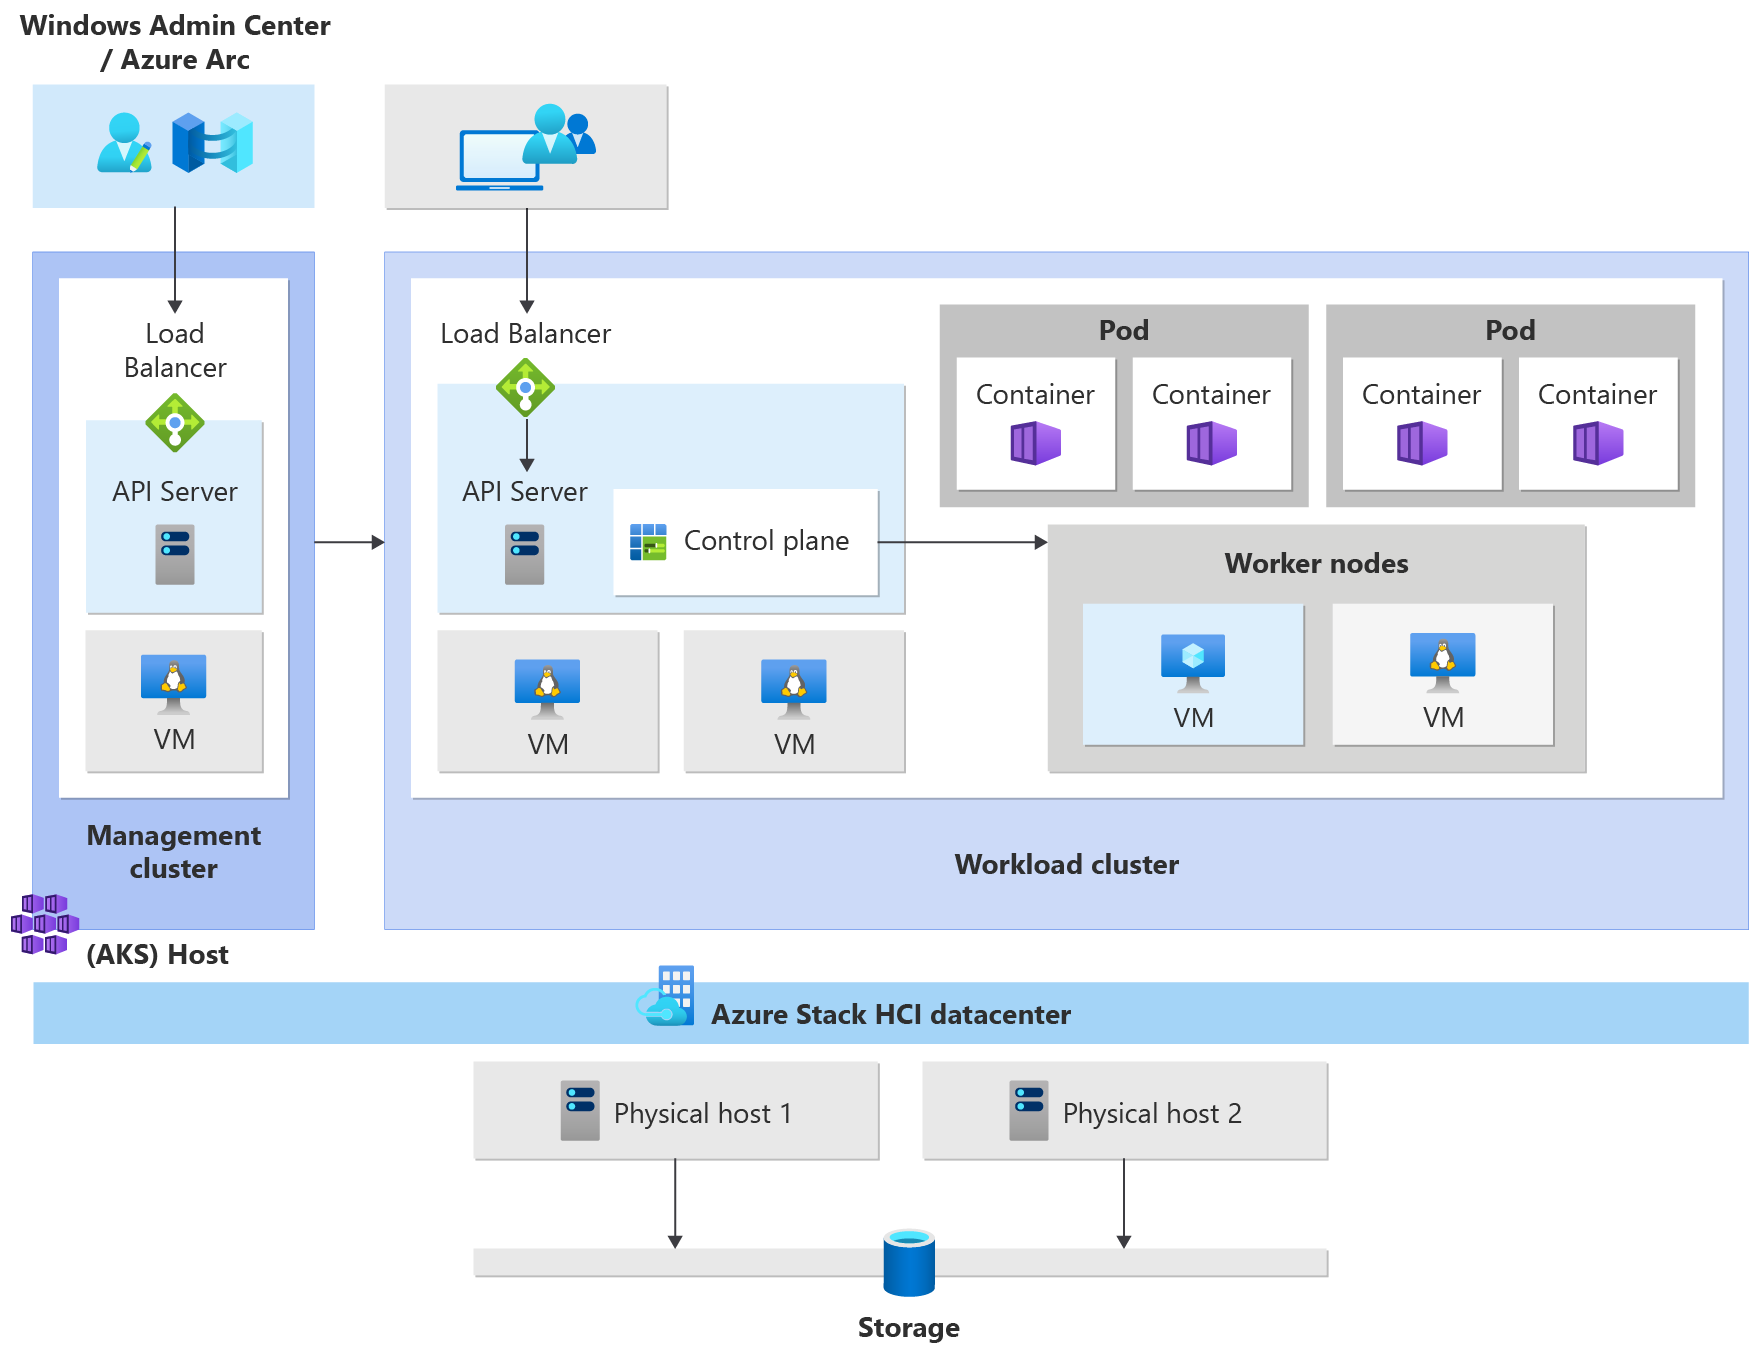 Windows Admin Center
/ Azure Arc
Load
Balancer
API Server
VM
Management
cluster
(AKS) Host
Load Balancer
API Server
Control plane
VM
VM
Pod
Container
Container
Pod
Container
Container
Worker nodes
VM
VM
Workload cluster
Azure Stack HCI datacenter
Physical host 1
Physical host 2
Storage